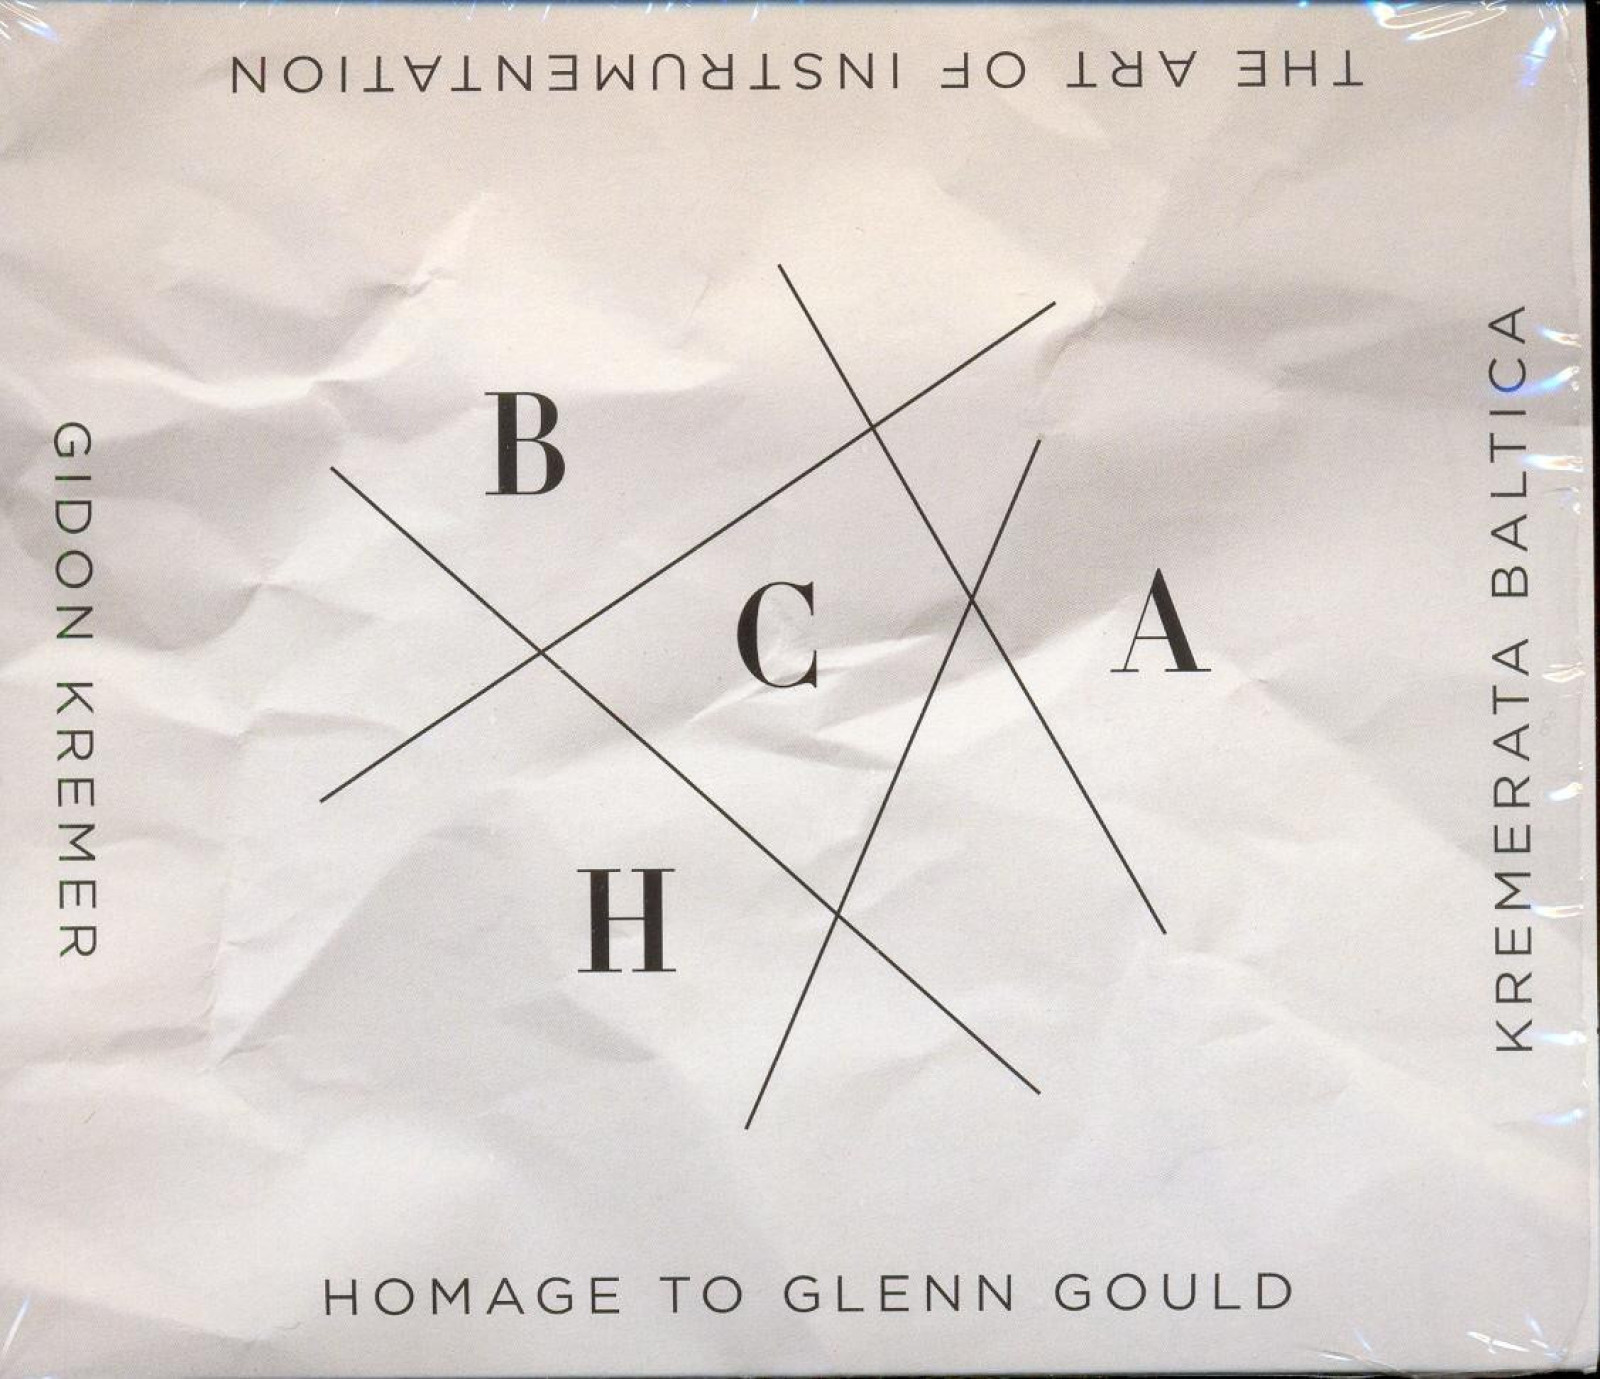 THE ART OF INSTRUMENTATION
GIDON KREMER
B
C
A
H
KREMERATA BALTICA
HOMAGE TO GLENN GOULD